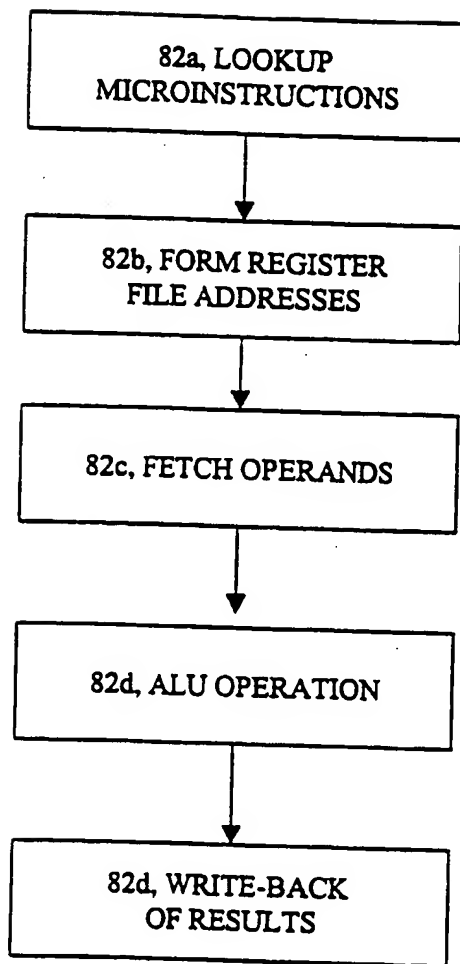 82a, LOOKUP
MICROINSTRUCTIONS
82b, FORM REGISTER
FILE ADDRESSES
82c, FETCH OPERANDS
82d, ALU OPERATION
82d, WRITE-BACK
OF RESULTS